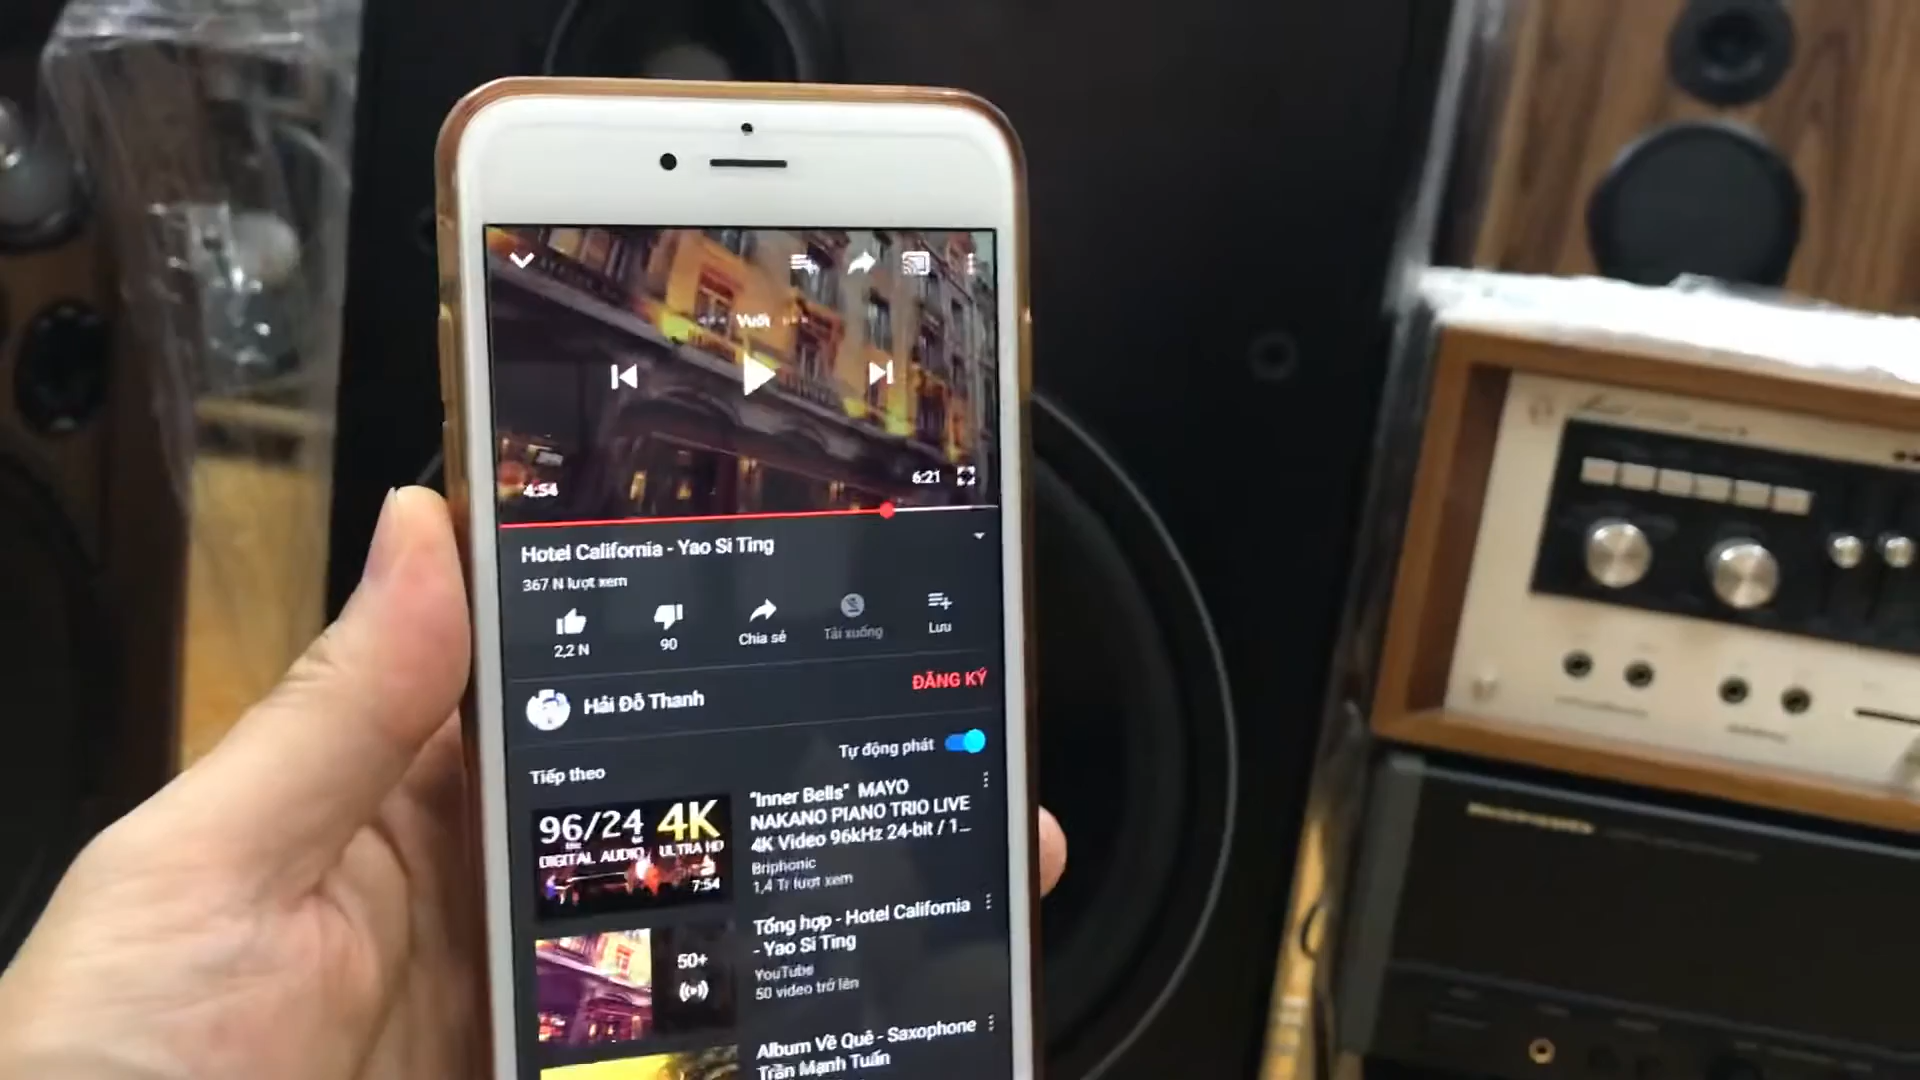 Vuốt
4:54
6:21
Hotel California - Yao Si Ting
367 N lượt xem
2,2 N
90
Chia sẻ
Tải xuống
Lưu
Hải Đỗ Thanh
ĐĂNG KÝ
Tự động phát
Tiếp theo
96/24 4K
DIGITAL AUDIO ULTRA HD
7:54
"Inner Bells" MAYO
NAKANO PIANO TRIO LIVE
4K Video 96kHz 24-bit / 1...
Briphonic
1,4 Tr lượt xem
50+
Tổng hợp - Hotel California
- Yao Si Ting
YouTube
50 video trở lên
Album Về Quê - Saxophone
Trần Mạnh Tuấn